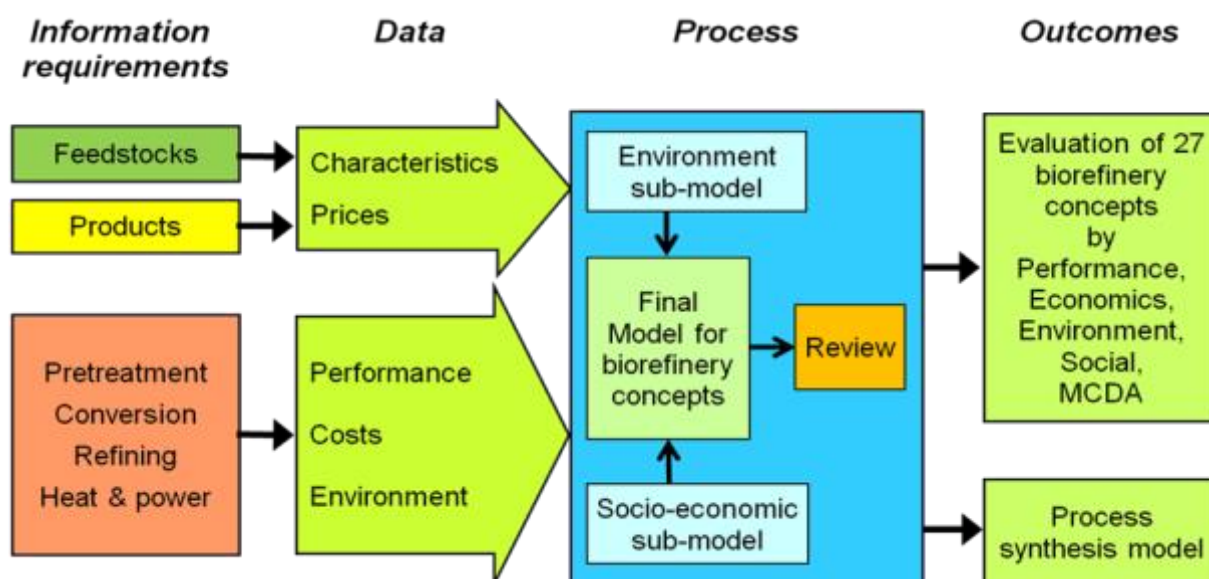 Information
requirements
Data
Process
Outcomes
Feedstocks
Products
Pretreatment
Conversion
Refining
Heat & power
Characteristics
Prices
Performance
Costs
Environment
Environment
sub-model
Final
Model for
biorefinery
concepts
Review
Socio-economic
sub-model
Evaluation of 27
biorefinery
concepts
by
Performance,
Economics,
Environment,
Social,
MCDA
Process
synthesis model